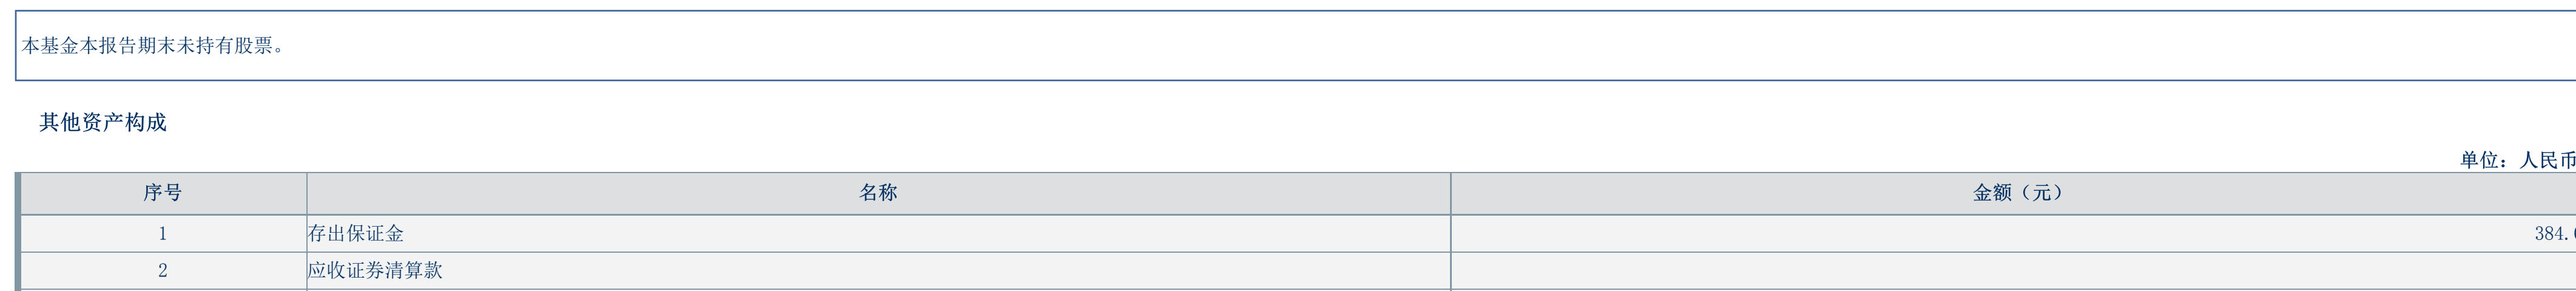 本基金本报告期末未持有股票。
其他资产构成
单位：人民币
序号 名称 金额（元）
1 存出保证金 384.
2 应收证券清算款